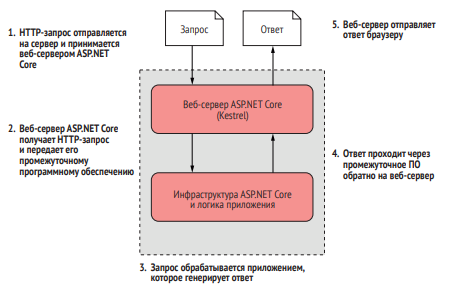 1. HTTP-запрос отправляется
на сервер и принимается
веб-сервером ASP.NET
Core
Запрос
Ответ
5. Веб-сервер отправляет
ответ браузеру
2. Веб-сервер ASP.NET Core
получает HTTP-запрос
и передает его
промежуточному
программному обеспечению
Веб-сервер ASP.NET Core
(Kestrel)
4. Ответ проходит через
промежуточное ПО
обратно на веб-сервер
Инфраструктура ASP.NET Core
и логика приложения
3. Запрос обрабатывается приложением,
которое генерирует ответ